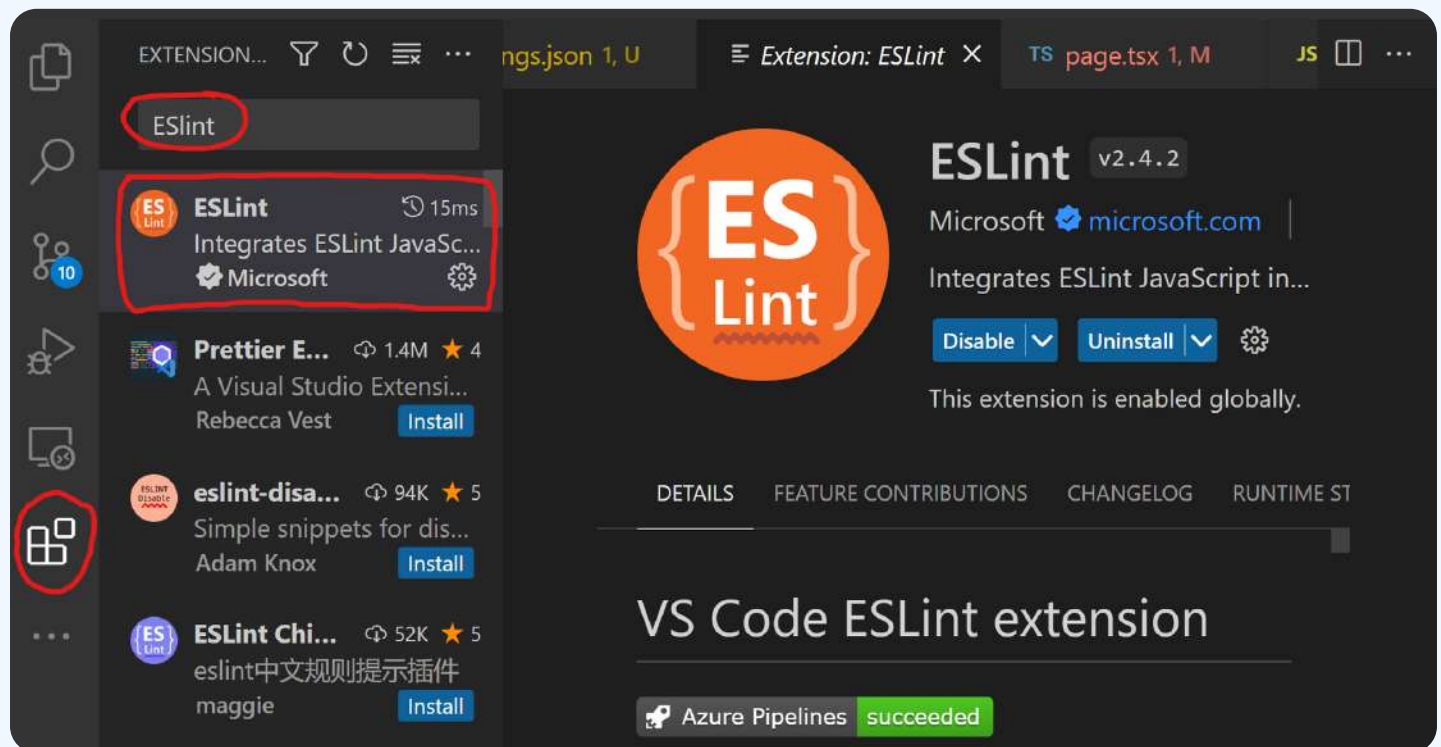 EXTENSION...
ngs.json 1, U
Extension: ESLint
TS page.tsx 1, M
JS
ESlint
10
ES
Lint
ESLint 15ms
Integrates ESLint JavaSc...
Microsoft
Prettier E... 1.4M ★ 4
A Visual Studio Extensi...
Rebecca Vest Install
ESLINT
Disable
eslint-disa... 94K ★ 5
Simple snippets for dis...
Adam Knox Install
{ES
Lint}
ESLint Chi... 52K ★ 5
eslint中文规则提示插件
maggie Install
{ES}
Lint
ESLint v2.4.2
Microsoft microsoft.com
Integrates ESLint JavaScript in...
Disable Uninstall
This extension is enabled globally.
DETAILS FEATURE CONTRIBUTIONS CHANGELOG RUNTIME ST
VS Code ESLint extension
Azure Pipelines succeeded